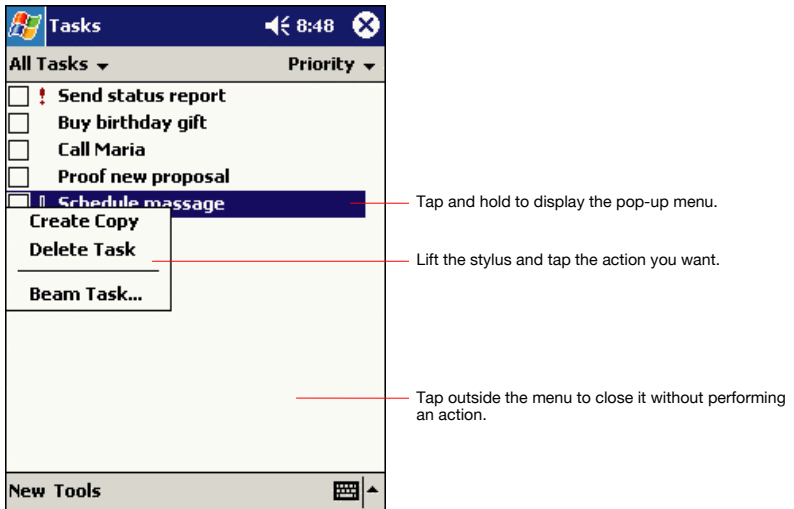 Tasks 8:48
All Tasks Priority
! Send status report
Buy birthday gift
Call Maria
Proof new proposal
Schedule massage
Create Copy
Delete Task
Beam Task...
New Tools
Tap and hold to display the pop-up menu.
Lift the stylus and tap the action you want.
Tap outside the menu to close it without performing
an action.